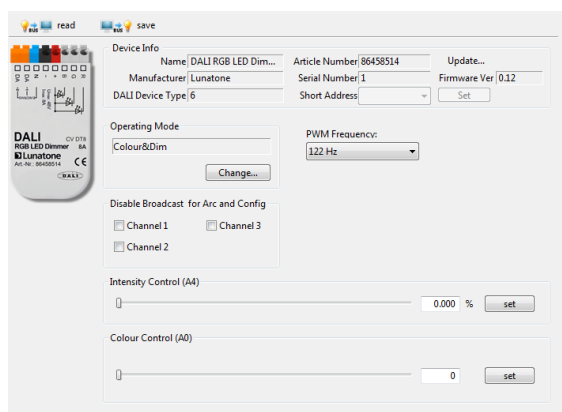 read save
Device Info
Name DALI RGB LED Dim... Article Number 86458514 Update...
Manufacturer Lunatone Serial Number 1 Firmware Ver 0.12
DALI Device Type 6 Short Address Set
DA DA N - + B G R
DALI CV DT8
RGB LED Dimmer 8A
Lunatone
Art.-Nr. 86458514 CE
DALI
Operating Mode
Colour&Dim
Change...
PWM Frequency:
122 Hz
Disable Broadcast for Arc and Config
Channel 1 Channel 3
Channel 2
Intensity Control (A4)
0.000 % set
Colour Control (A0)
0 set